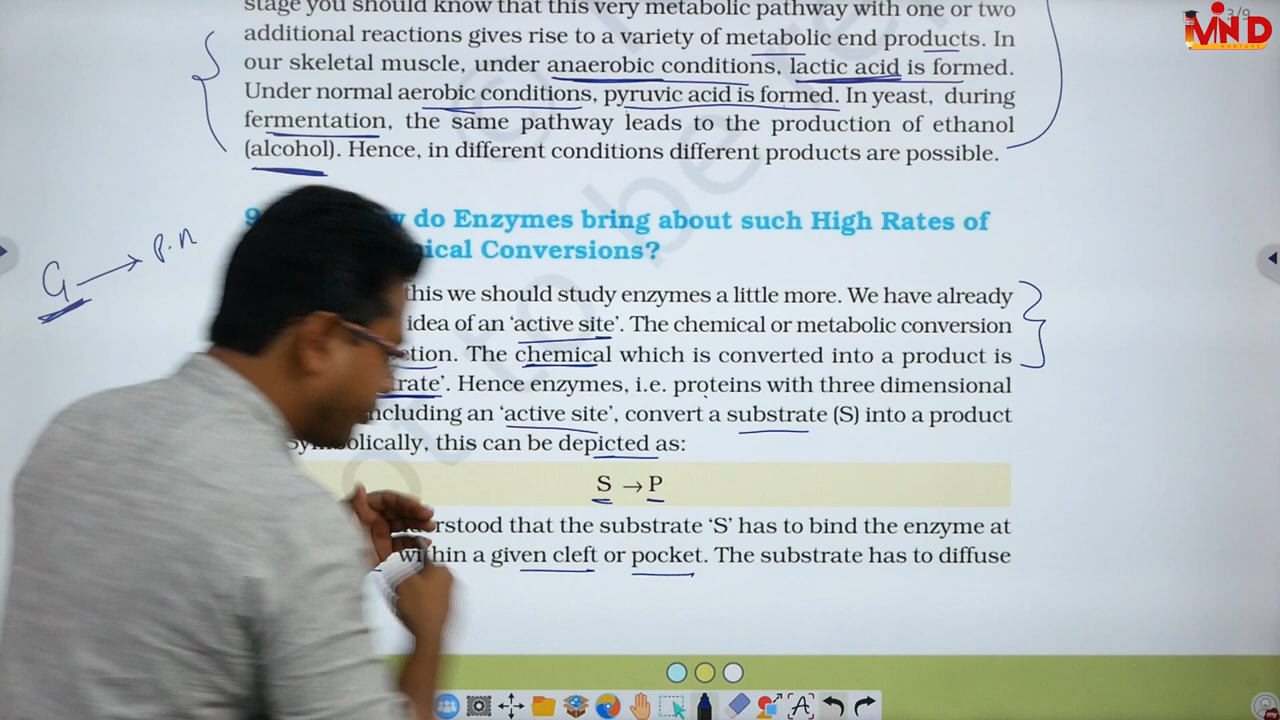 stage you should know that this very metabolic pathway with one or two
additional reactions gives rise to a variety of metabolic end products. In
our skeletal muscle, under anaerobic conditions, lactic acid is formed.
Under normal aerobic conditions, pyruvic acid is formed. In yeast, during
fermentation, the same pathway leads to the production of ethanol
(alcohol). Hence, in different conditions different products are possible.
3/9
MIND
NURTURE
G → P.A
do Enzymes bring about such High Rates of
ical Conversions?
this we should study enzymes a little more. We have already
idea of an ‘active site’. The chemical or metabolic conversion
The chemical which is converted into a product is
rate’. Hence enzymes, i.e. proteins with three dimensional
ncluding an ‘active site’, convert a substrate (S) into a product
Symbolically, this can be depicted as:
S → P
rstood that the substrate ‘S’ has to bind the enzyme at
within a given cleft or pocket. The substrate has to diffuse